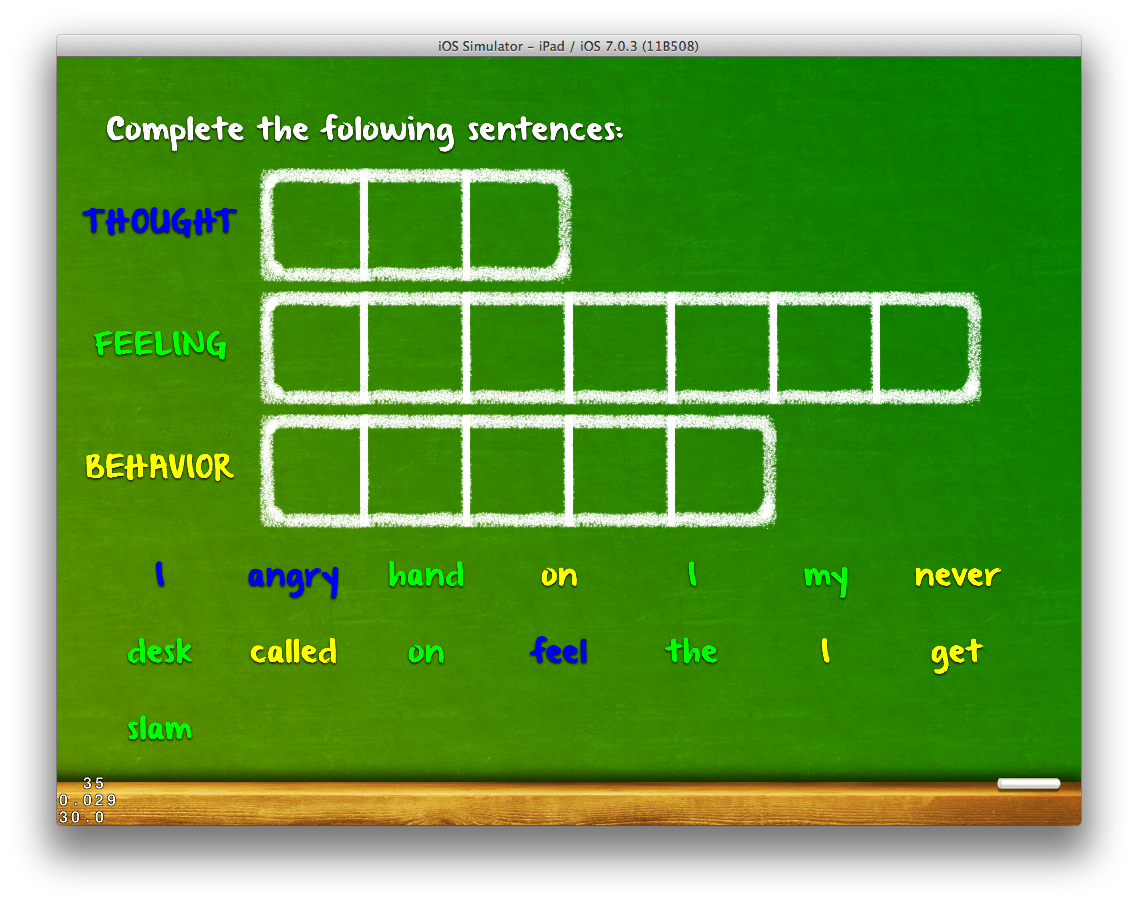 iOS Simulator – iPad / iOS 7.0.3 (11B508)
Complete the folowing sentences:
THOUGHT
FEELING
BEHAVIOR
I angry hand on I my never
desk called on feel the I get
slam
35
0.029
30.0